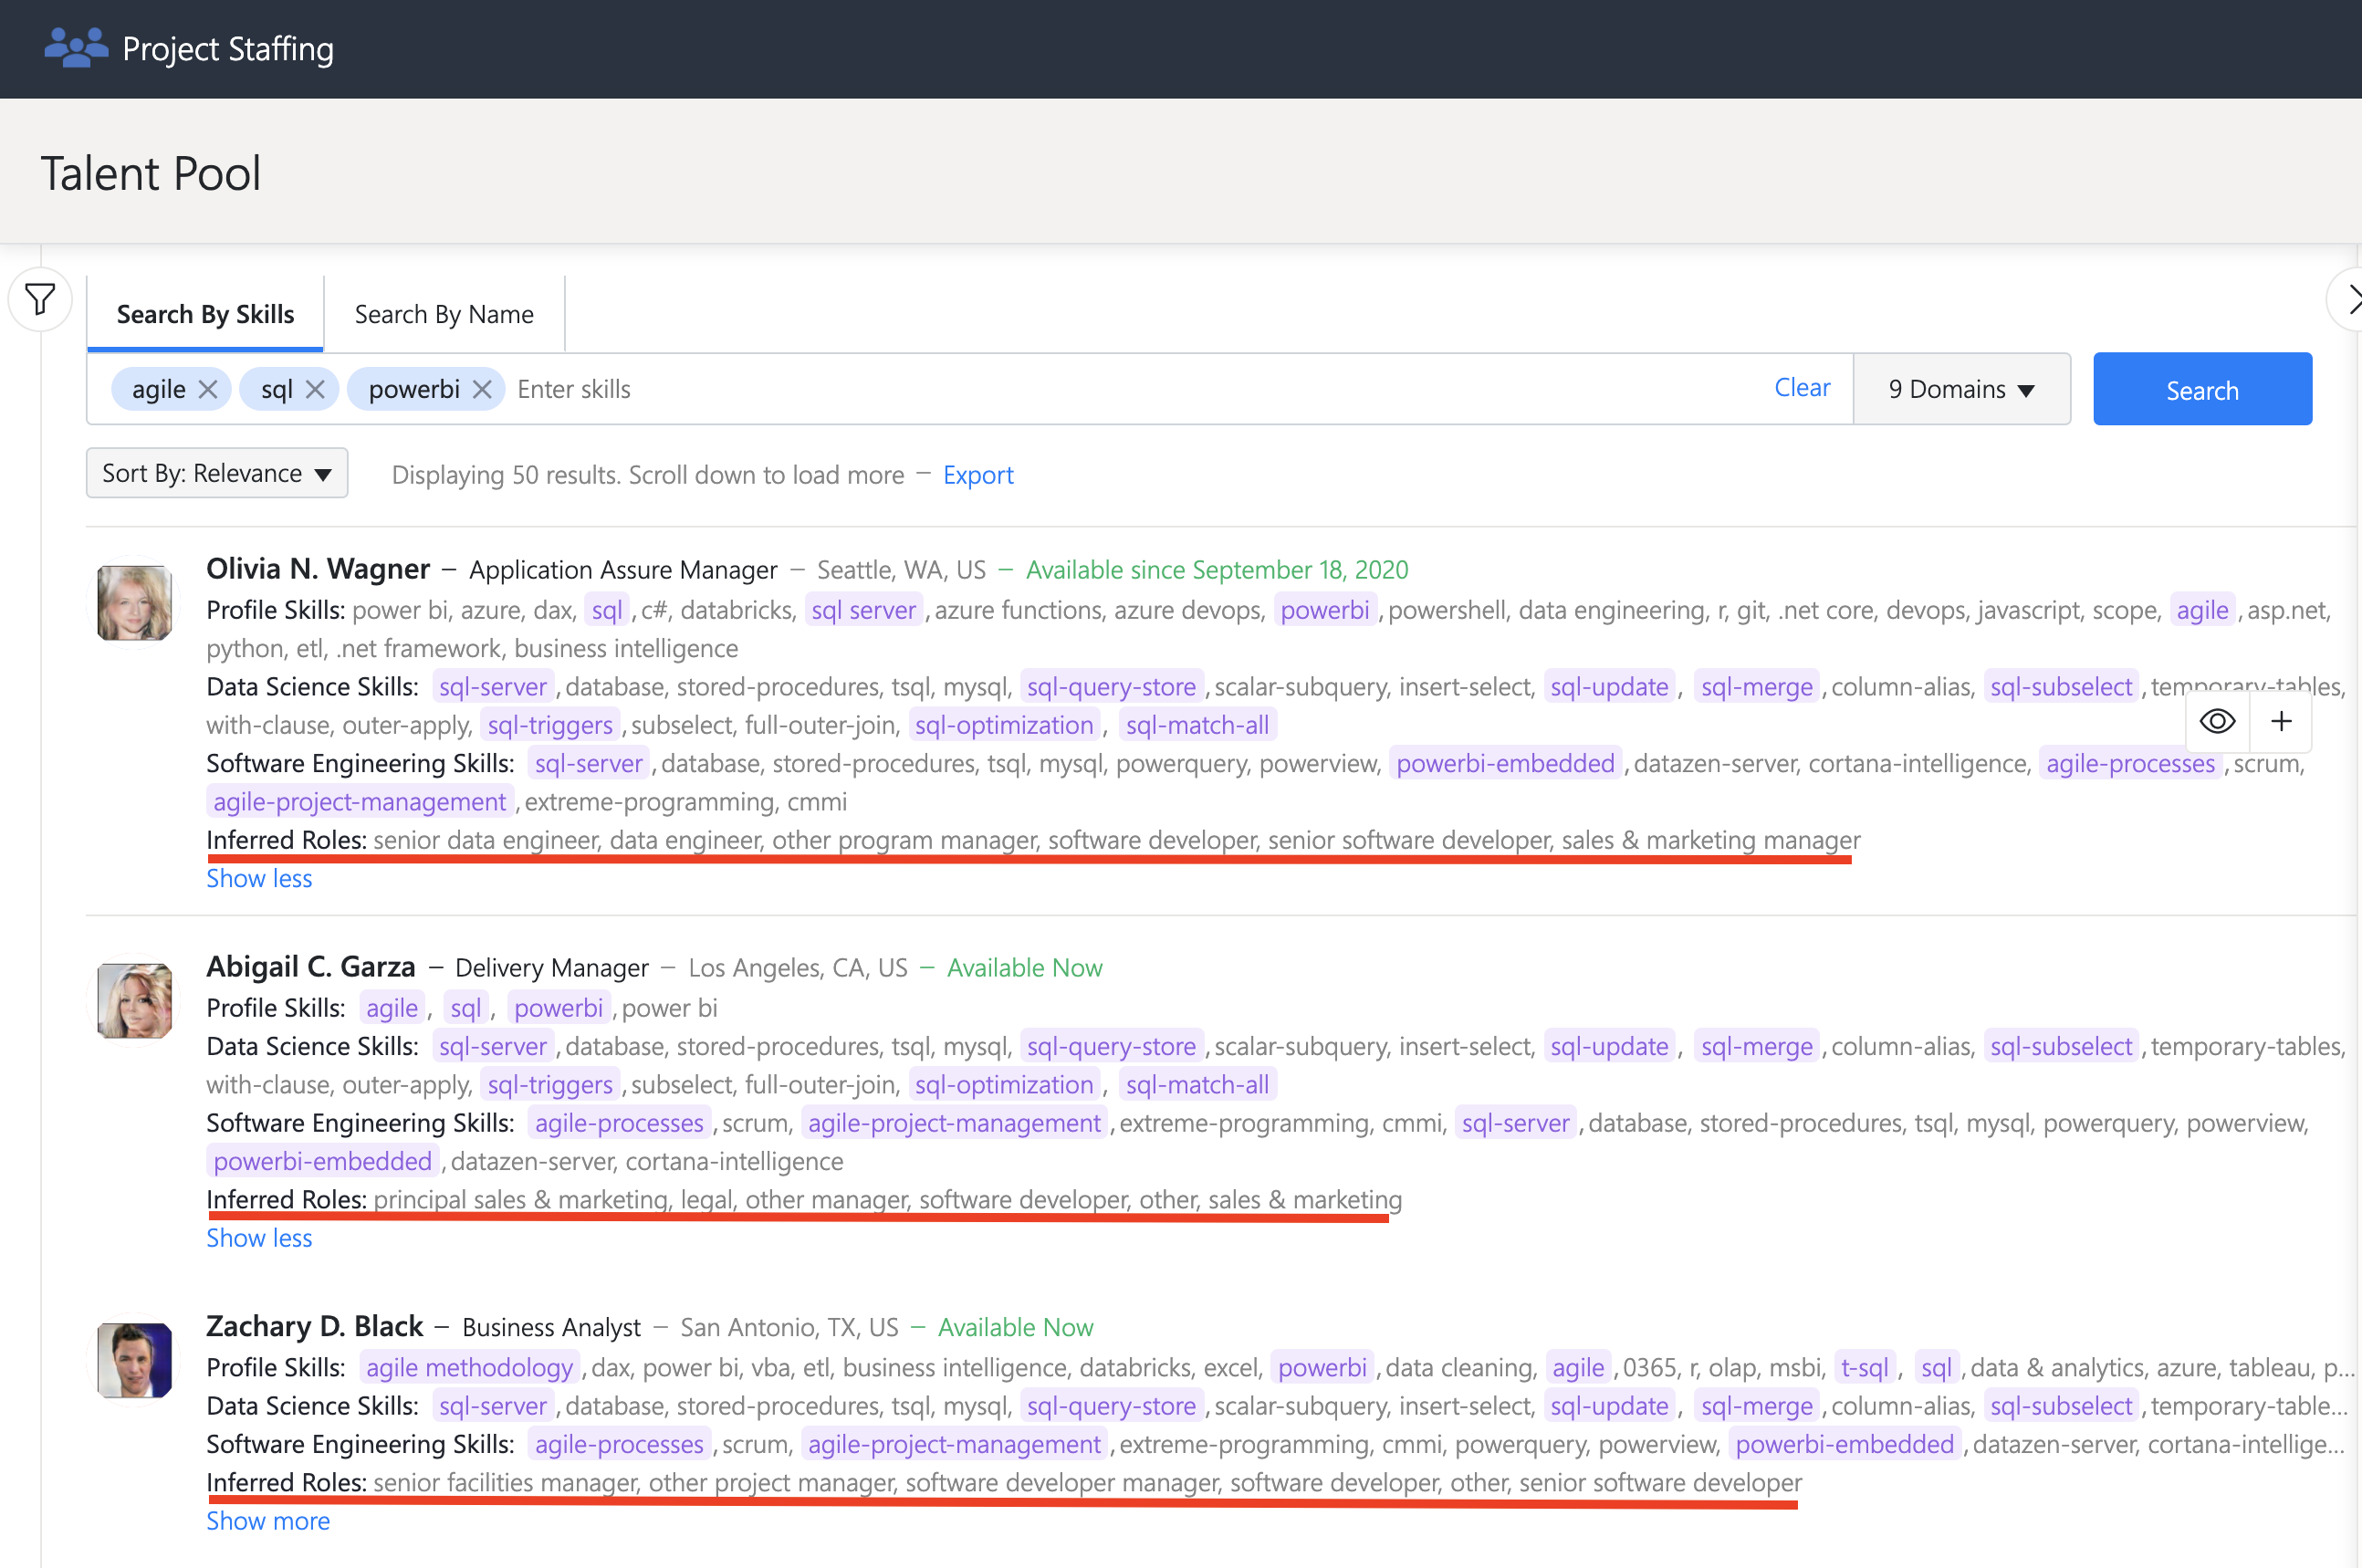 Project Staffing
Talent Pool
Search By Skills
Search By Name
agile sql powerbi Enter skills Clear 9 Domains Search
Sort By: Relevance Displaying 50 results. Scroll down to load more — Export
Olivia N. Wagner — Application Assure Manager — Seattle, WA, US — Available since September 18, 2020
Profile Skills: power bi, azure, dax, sql, c#, databricks, sql server, azure functions, azure devops, powerbi, powershell, data engineering, r, git, .net core, devops, javascript, scope, agile, asp.net,
python, etl, .net framework, business intelligence
Data Science Skills: sql-server, database, stored-procedures, tsql, mysql, sql-query-store, scalar-subquery, insert-select, sql-update, sql-merge, column-alias, sql-subselect, temporary-tables,
with-clause, outer-apply, sql-triggers, subselect, full-outer-join, sql-optimization, sql-match-all
Software Engineering Skills: sql-server, database, stored-procedures, tsql, mysql, powerquery, powerview, powerbi-embedded, datazen-server, cortana-intelligence, agile-processes, scrum,
agile-project-management, extreme-programming, cmmi
Inferred Roles: senior data engineer, data engineer, other program manager, software developer, senior software developer, sales & marketing manager
Show less
Abigail C. Garza — Delivery Manager — Los Angeles, CA, US — Available Now
Profile Skills: agile, sql, powerbi, power bi
Data Science Skills: sql-server, database, stored-procedures, tsql, mysql, sql-query-store, scalar-subquery, insert-select, sql-update, sql-merge, column-alias, sql-subselect, temporary-tables,
with-clause, outer-apply, sql-triggers, subselect, full-outer-join, sql-optimization, sql-match-all
Software Engineering Skills: agile-processes, scrum, agile-project-management, extreme-programming, cmmi, sql-server, database, stored-procedures, tsql, mysql, powerquery, powerview,
powerbi-embedded, datazen-server, cortana-intelligence
Inferred Roles: principal sales & marketing, legal, other manager, software developer, other, sales & marketing
Show less
Zachary D. Black — Business Analyst — San Antonio, TX, US — Available Now
Profile Skills: agile methodology, dax, power bi, vba, etl, business intelligence, databricks, excel, powerbi, data cleaning, agile, 0365, r, olap, msbi, t-sql, sql, data & analytics, azure, tableau, p...
Data Science Skills: sql-server, database, stored-procedures, tsql, mysql, sql-query-store, scalar-subquery, insert-select, sql-update, sql-merge, column-alias, sql-subselect, temporary-table...
Software Engineering Skills: agile-processes, scrum, agile-project-management, extreme-programming, cmmi, powerquery, powerview, powerbi-embedded, datazen-server, cortana-intellige...
Inferred Roles: senior facilities manager, other project manager, software developer manager, software developer, other, senior software developer
Show more